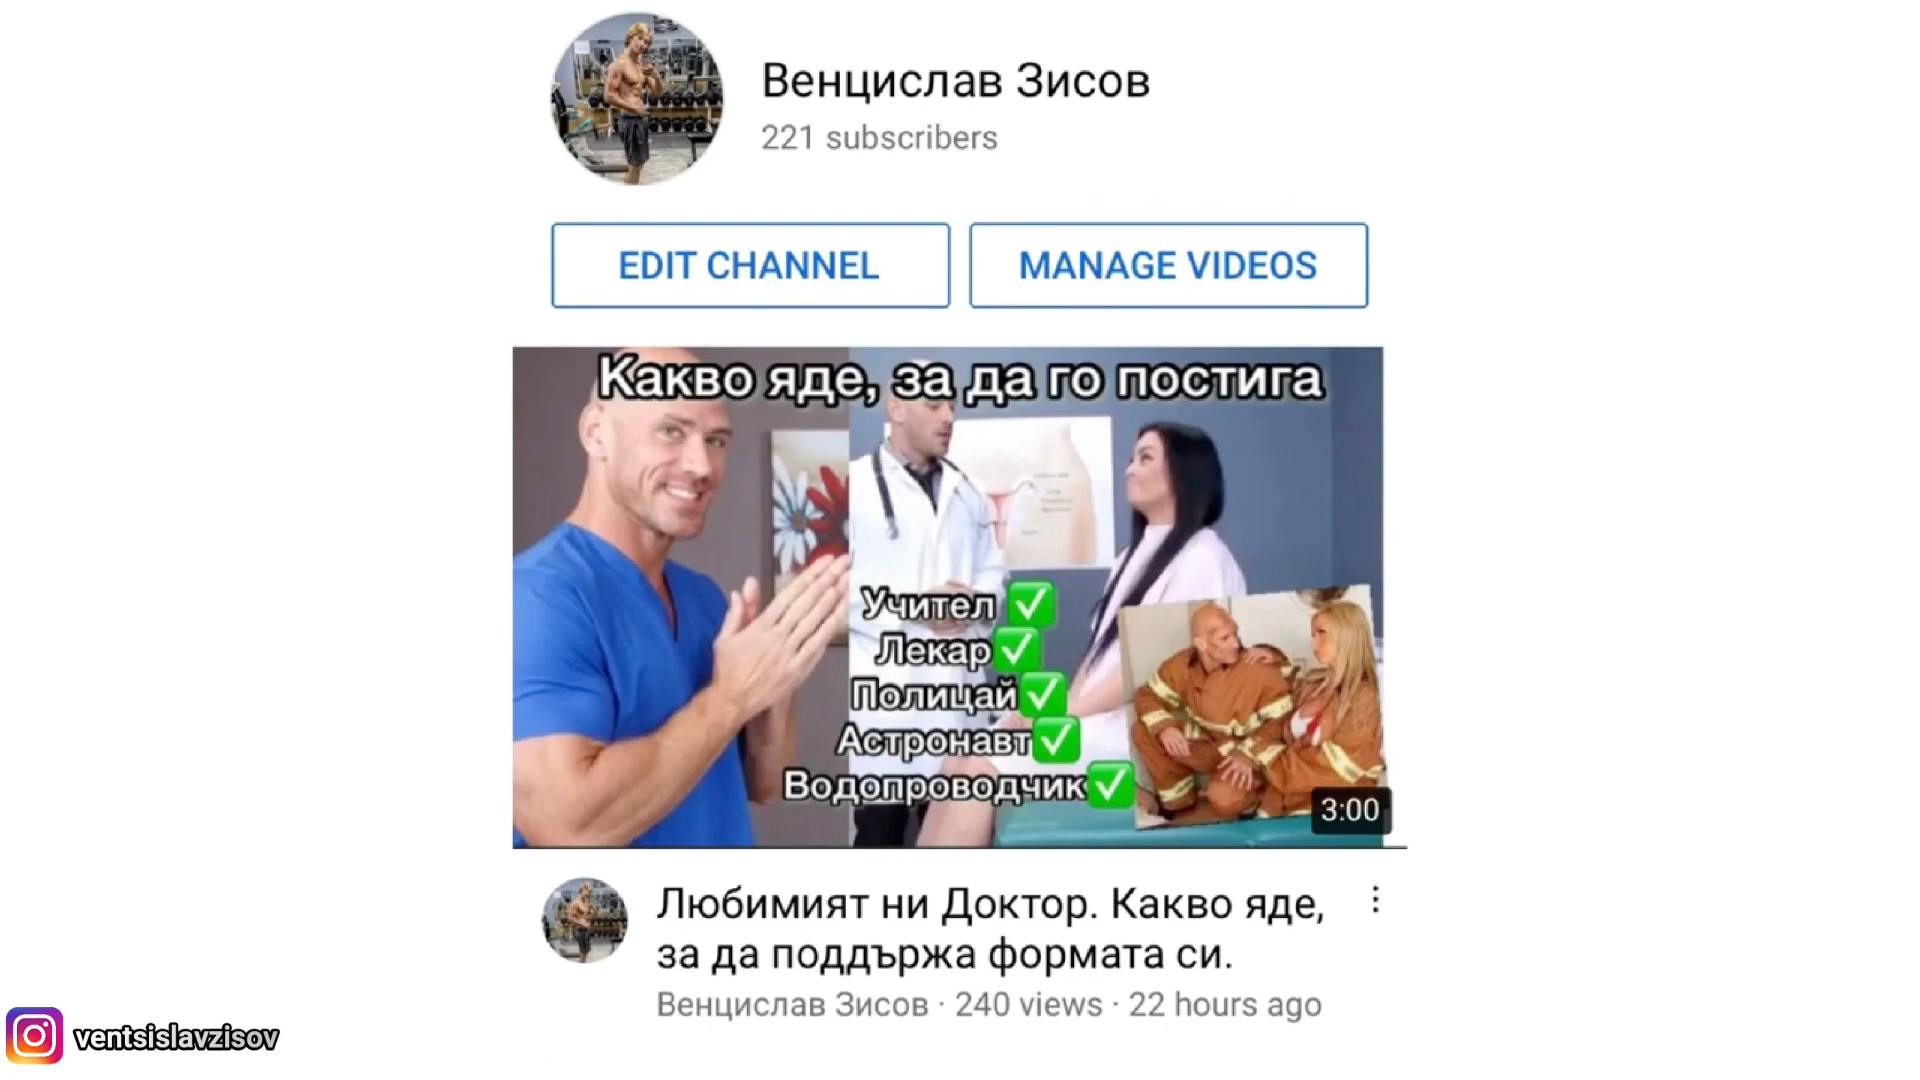 Венцислав Зисов
221 subscribers
EDIT CHANNEL
MANAGE VIDEOS
Какво яде, за да го постига
Учител ✅
Лекар ✅
Полицай ✅
Астронавт ✅
Водопроводчик ✅
3:00
Любимият ни Доктор. Какво яде,
за да поддържа формата си.
Венцислав Зисов · 240 views · 22 hours ago
ventsislavzisov